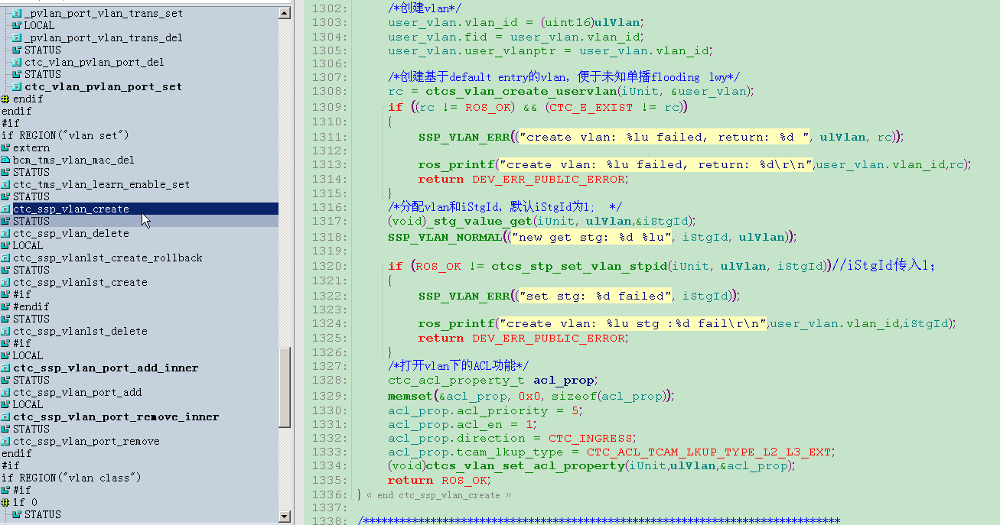 _pvlan_port_vlan_trans_set
LOCAL
_pvlan_port_vlan_trans_del
STATUS
ctc_vlan_pvlan_port_del
STATUS
ctc_vlan_pvlan_port_set
endif
endif
#if
if REGION("vlan set")
extern
bcm_tms_vlan_mac_del
STATUS
ctc_tms_vlan_learn_enable_set
STATUS
ctc_ssp_vlan_create
STATUS
ctc_ssp_vlan_delete
LOCAL
ctc_ssp_vlanlst_create_rollback
STATUS
ctc_ssp_vlanlst_create
#if
#endif
STATUS
ctc_ssp_vlanlst_delete
#if
LOCAL
ctc_ssp_vlan_port_add_inner
STATUS
ctc_ssp_vlan_port_add
LOCAL
ctc_ssp_vlan_port_remove_inner
STATUS
ctc_ssp_vlan_port_remove
endif
#if
if REGION("vlan class")
#if
if 0
STATUS
1302: /*创建vlan*/
1303: user_vlan.vlan_id = (uint16)ulVlan;
1304: user_vlan.fid = user_vlan.vlan_id;
1305: user_vlan.user_vlanptr = user_vlan.vlan_id;
1306:
1307: /*创建基于default entry的vlan，便于未知单播flooding lwy*/
1308: rc = ctcs_vlan_create_uservlan(iUnit, &user_vlan);
1309: if ((rc != ROS_OK) && (CTC_E_EXIST != rc))
1310: {
1311: SSP_VLAN_ERR(("create vlan: %lu failed, return: %d ", ulVlan, rc));
1312:
1313: ros_printf("create vlan: %lu failed, return: %d\r\n",user_vlan.vlan_id,rc);
1314: return DEV_ERR_PUBLIC_ERROR;
1315: }
1316: /*分配vlan和iStgId，默认iStgId为1； */
1317: (void)_stg_value_get(iUnit, ulVlan,&iStgId);
1318: SSP_VLAN_NORMAL(("new get stg: %d %lu", iStgId, ulVlan));
1319:
1320: if (ROS_OK != ctcs_stp_set_vlan_stpid(iUnit, ulVlan, iStgId))//iStgId传入1；
1321: {
1322: SSP_VLAN_ERR(("set stg: %d failed", iStgId));
1323:
1324: ros_printf("create vlan: %lu stg :%d fail\r\n",user_vlan.vlan_id,iStgId);
1325: return DEV_ERR_PUBLIC_ERROR;
1326: }
1327: /*打开vlan下的ACL功能*/
1328: ctc_acl_property_t acl_prop;
1329: memset(&acl_prop, 0x0, sizeof(acl_prop));
1330: acl_prop.acl_priority = 5;
1331: acl_prop.acl_en = 1;
1332: acl_prop.direction = CTC_INGRESS;
1333: acl_prop.tcam_lkup_type = CTC_ACL_TCAM_LKUP_TYPE_L2_L3_EXT;
1334: (void)ctcs_vlan_set_acl_property(iUnit,ulVlan,&acl_prop);
1335: return ROS_OK;
1336: } « end ctc_ssp_vlan_create »
1337:
1338: /******************************************************************************